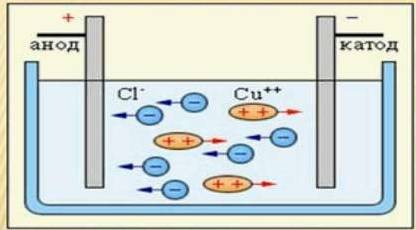 + −
анод катод
Cl⁻ Cu⁺⁺
− − + +
+ + − −
− − + +